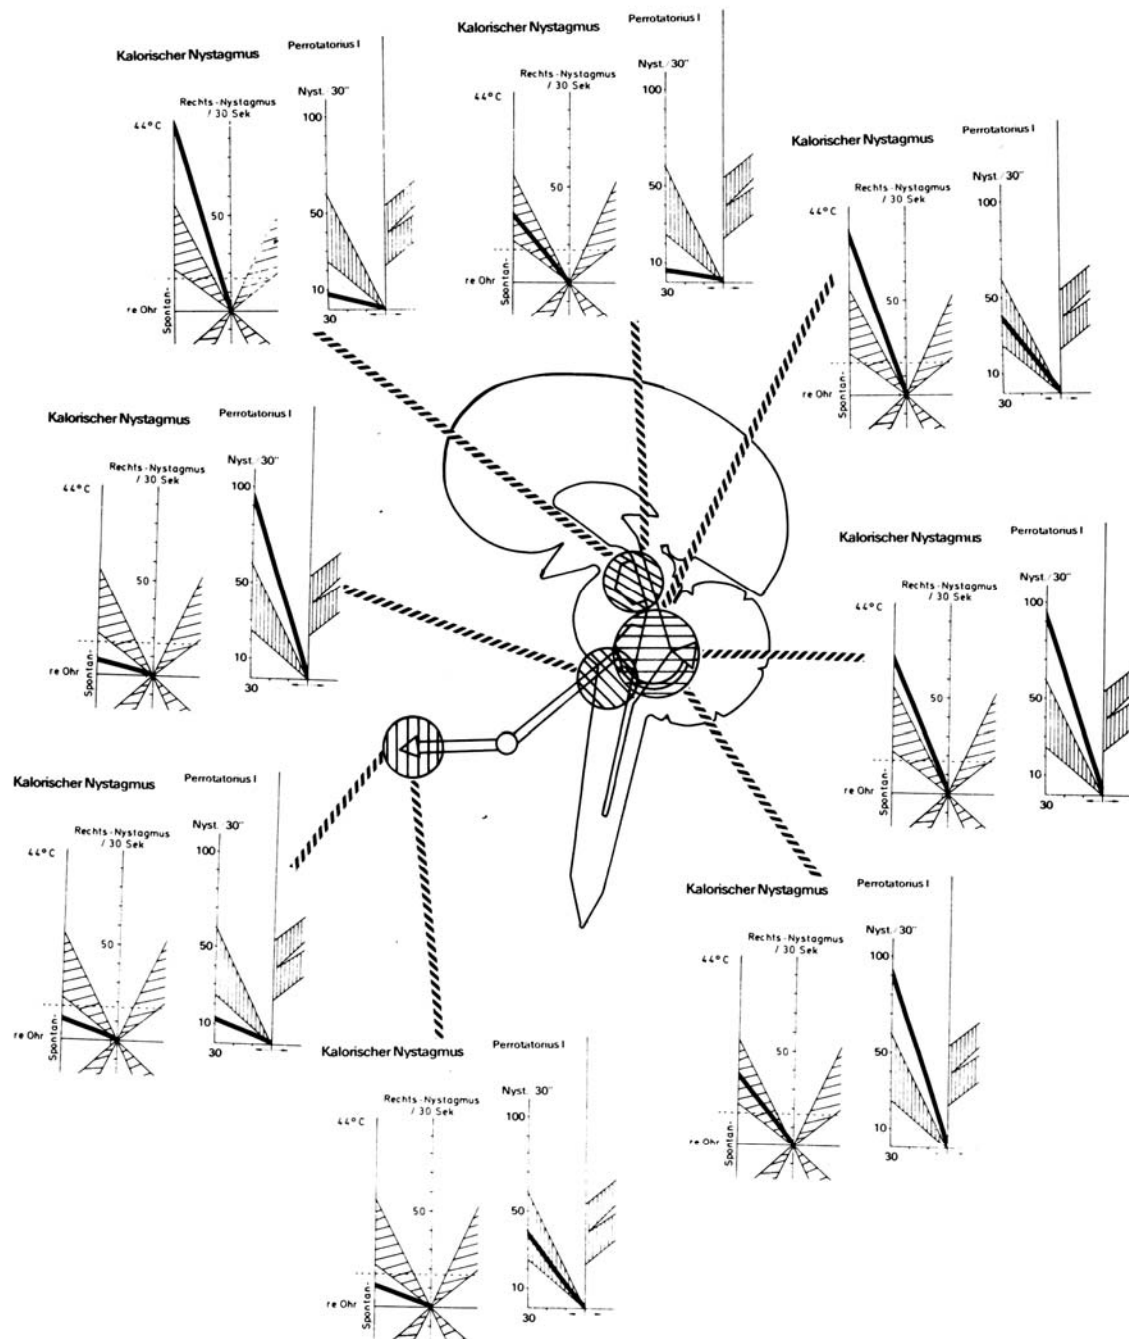 Kalorischer Nystagmus
Perrotatorius I
Rechts-Nystagmus
/ 30 Sek
Nyst./30"
44°C
100
50
50
10
re Ohr
Spontan-
30
Kalorischer Nystagmus
Perrotatorius I
Rechts-Nystagmus
/ 30 Sek
Nyst./30"
44°C
100
50
50
10
re Ohr
Spontan-
30
Kalorischer Nystagmus
Perrotatorius I
Rechts-Nystagmus
/ 30 Sek
Nyst./30"
44°C
100
50
50
10
re Ohr
Spontan-
30
Kalorischer Nystagmus
Perrotatorius I
Rechts-Nystagmus
/ 30 Sek
Nyst./30"
44°C
100
50
50
10
re Ohr
Spontan-
30
Kalorischer Nystagmus
Perrotatorius I
Rechts-Nystagmus
/ 30 Sek
Nyst./30"
44°C
100
50
50
10
re Ohr
Spontan-
30
Kalorischer Nystagmus
Perrotatorius I
Rechts-Nystagmus
/ 30 Sek
Nyst. 30"
44°C
100
50
50
10
re Ohr
Spontan-
30
Kalorischer Nystagmus
Perrotatorius I
Rechts-Nystagmus
/ 30 Sek
Nyst./30"
44°C
100
50
50
10
re Ohr
Spontan-
30
Kalorischer Nystagmus
Perrotatorius I
Rechts-Nystagmus
/ 30 Sek
Nyst. 30"
44°C
100
50
50
10
re Ohr
Spontan-
30